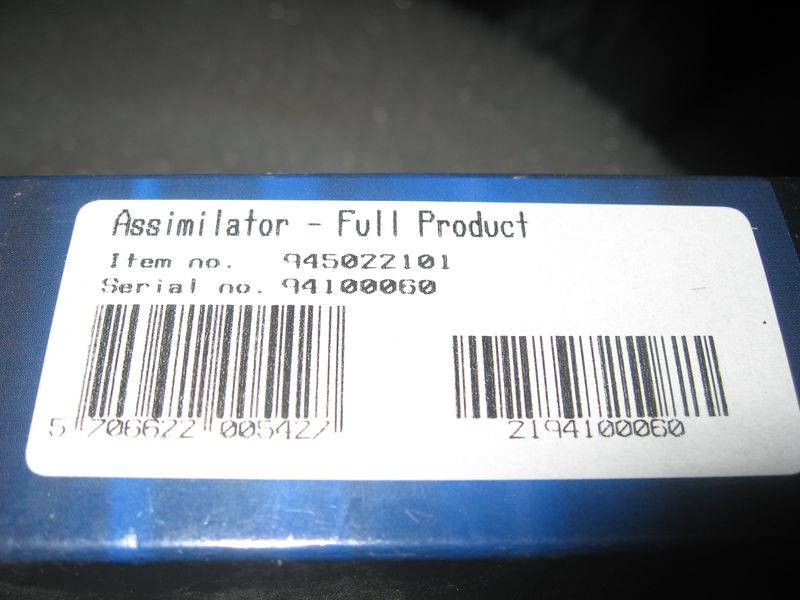 Assimilator - Full Product
Item no. 945022101
Serial no. 94100060
5 706622 005427
2194100060